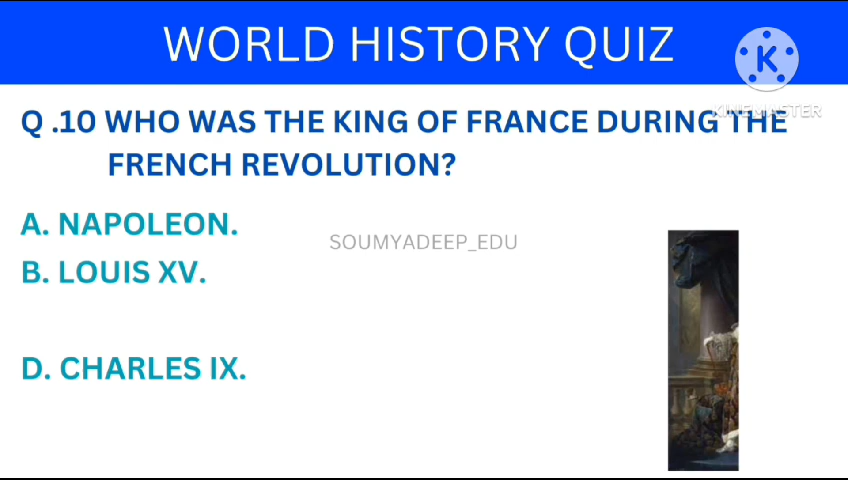 WORLD HISTORY QUIZ
K
KINEMASTER
Q .10 WHO WAS THE KING OF FRANCE DURING THE
FRENCH REVOLUTION?
A. NAPOLEON.
SOUMYADEEP_EDU
B. LOUIS XV.
D. CHARLES IX.